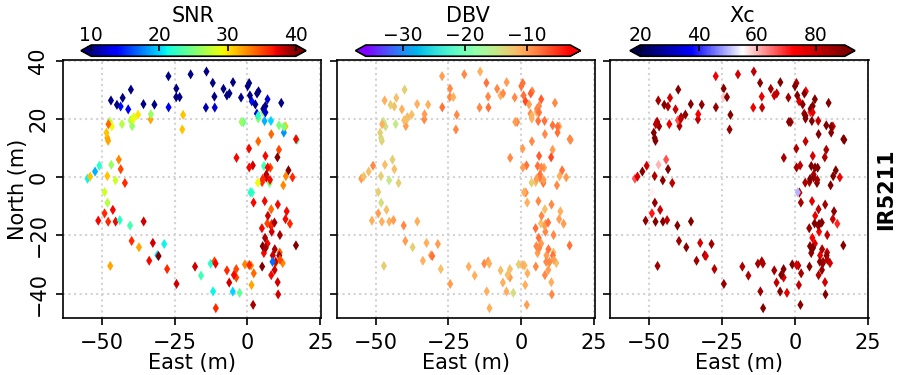 SNR DBV Xc
10 20 30 40 −30 −20 −10 20 40 60 80
North (m)
40
20
0
−20
−40
−50 −25 0 25 −50 −25 0 25 −50 −25 0 25
East (m) East (m) East (m)
IR5211